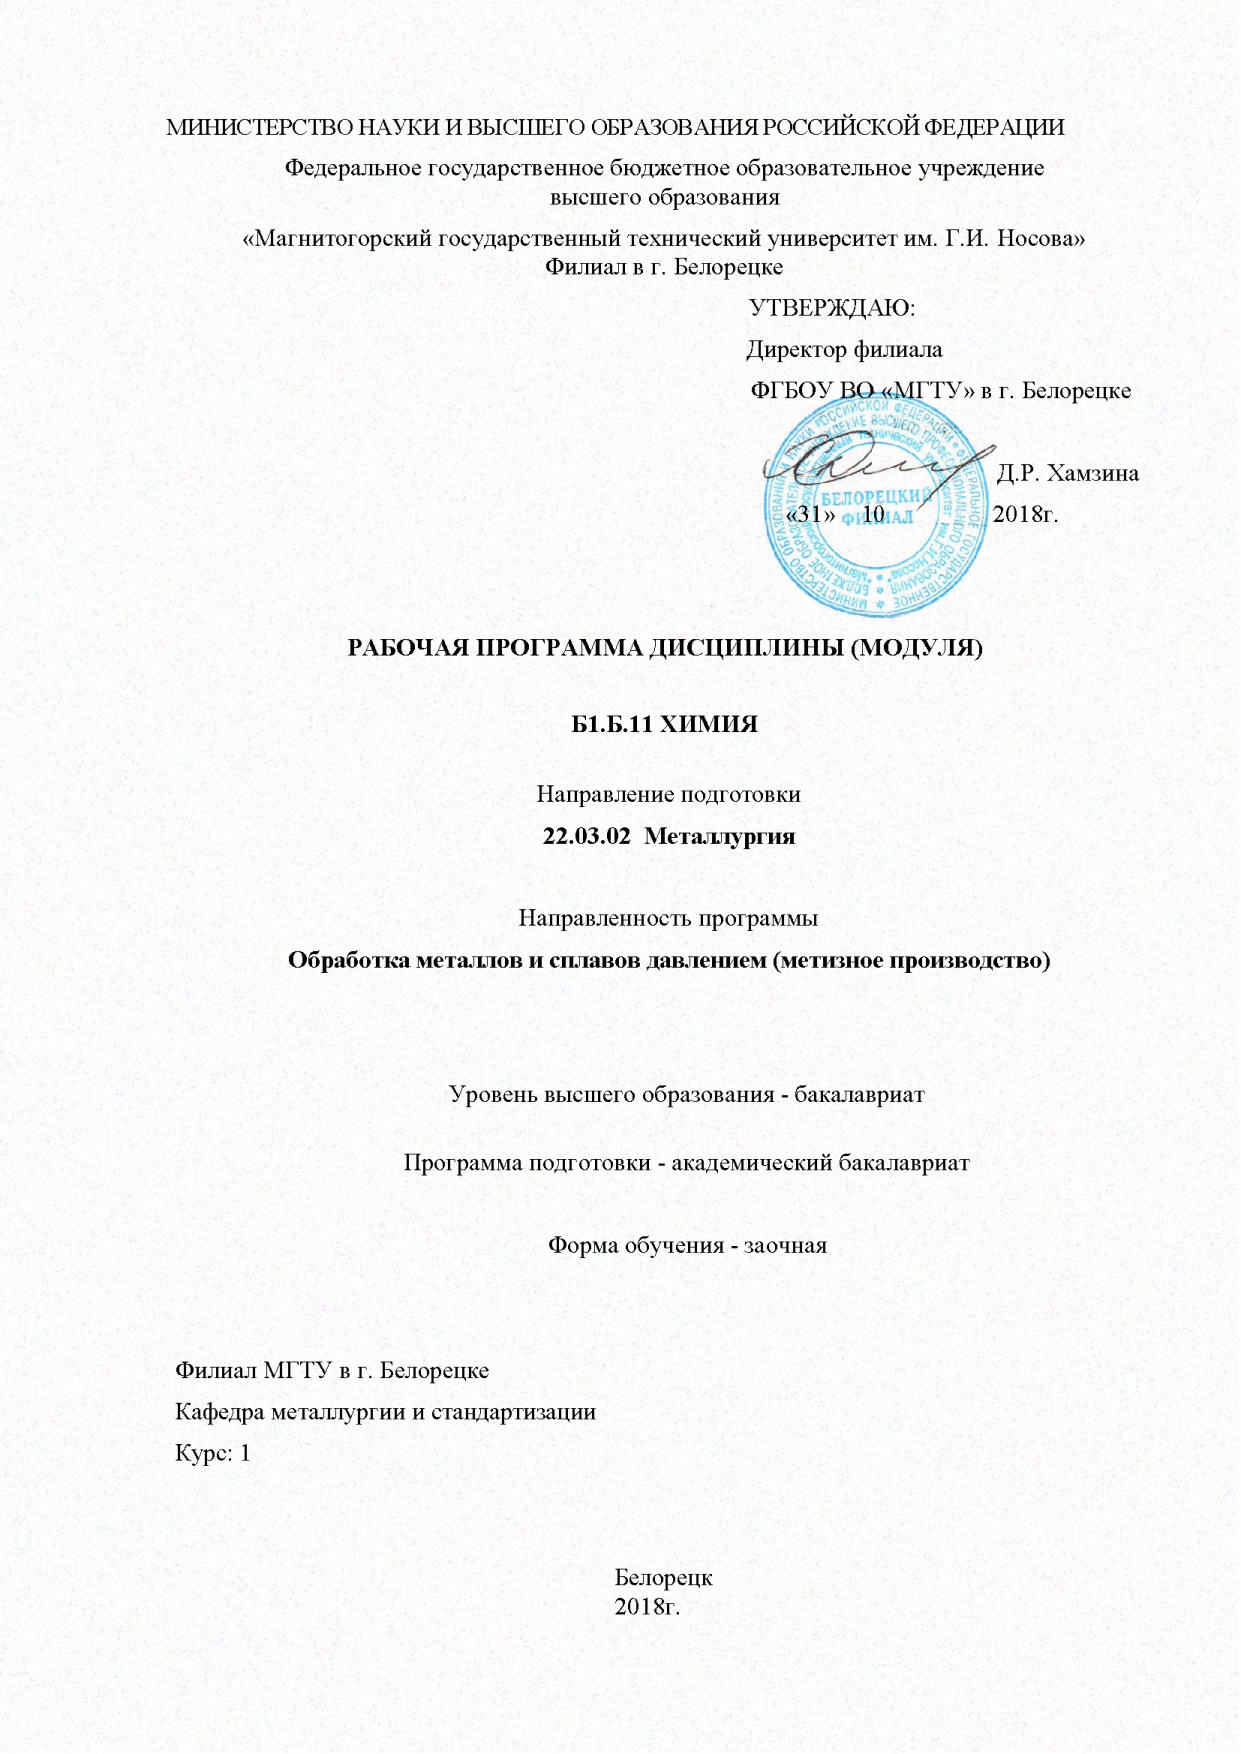 МИНИСТЕРСТВО НАУКИ И ВЫСШЕГО ОБРАЗОВАНИЯ РОССИЙСКОЙ ФЕДЕРАЦИИ
Федеральное государственное бюджетное образовательное учреждение
высшего образования
«Магнитогорский государственный технический университет им. Г.И. Носова»
Филиал в г. Белорецке
УТВЕРЖДАЮ:
Директор филиала
ФГБОУ ВО «МГТУ» в г. Белорецке
Д.Р. Хамзина
БЕЛОРЕЦКИЙ
ФИЛИАЛ
«31» 10 2018г.
РАБОЧАЯ ПРОГРАММА ДИСЦИПЛИНЫ (МОДУЛЯ)
Б1.Б.11 ХИМИЯ
Направление подготовки
22.03.02 Металлургия
Направленность программы
Обработка металлов и сплавов давлением (метизное производство)
Уровень высшего образования - бакалавриат
Программа подготовки - академический бакалавриат
Форма обучения - заочная
Филиал МГТУ в г. Белорецке
Кафедра металлургии и стандартизации
Курс: 1
Белорецк
2018г.